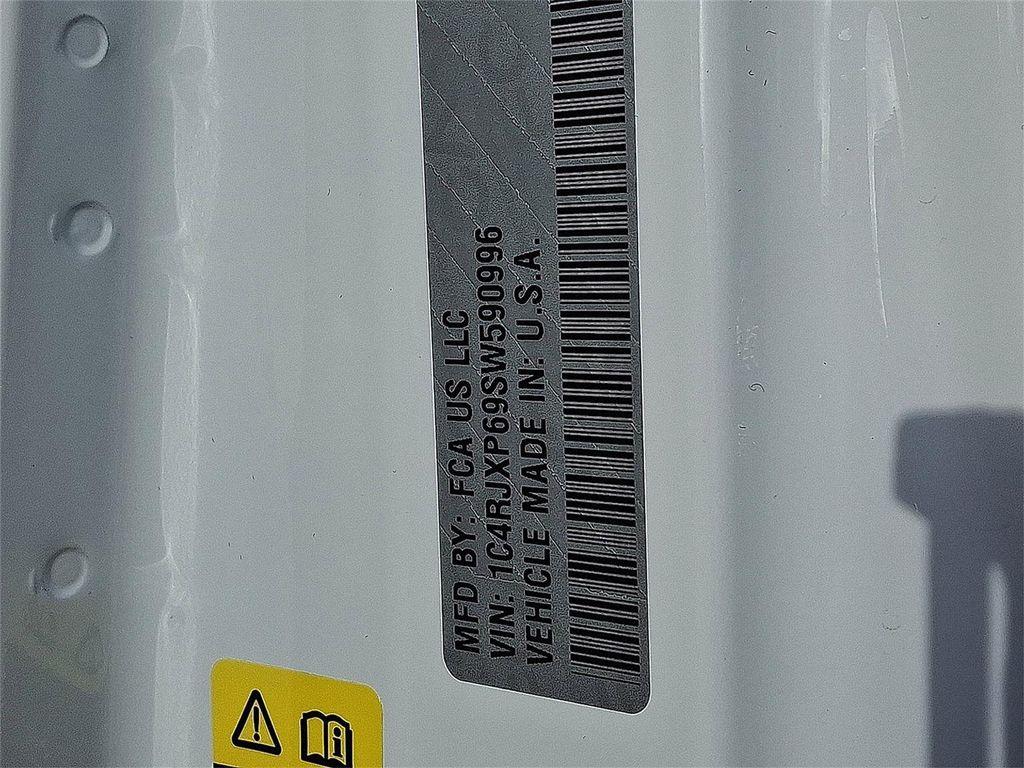 MFD BY: FCA US LLC
VIN: 1C4RJXP69SW590996
VEHICLE MADE IN: U.S.A.